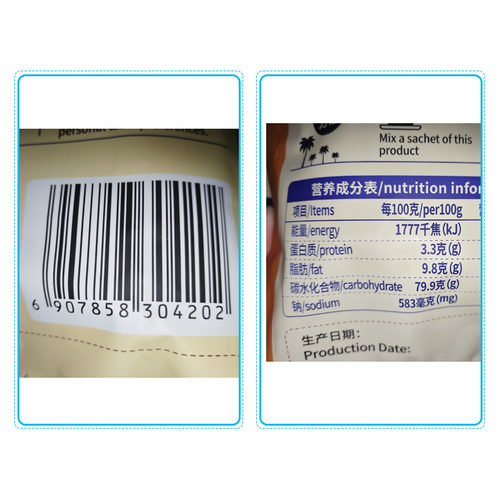 personal preferences.
6 907858 304202
Mix a sachet of this
product
营养成分表/nutrition infor
项目/Items 每100克/per100g
能量/energy 1777千焦(kJ)
蛋白质/protein 3.3克(g)
脂肪/fat 9.8克(g)
碳水化合物/carbohydrate 79.9克(g)
钠/sodium 583毫克(mg)
生产日期:
Production Date: